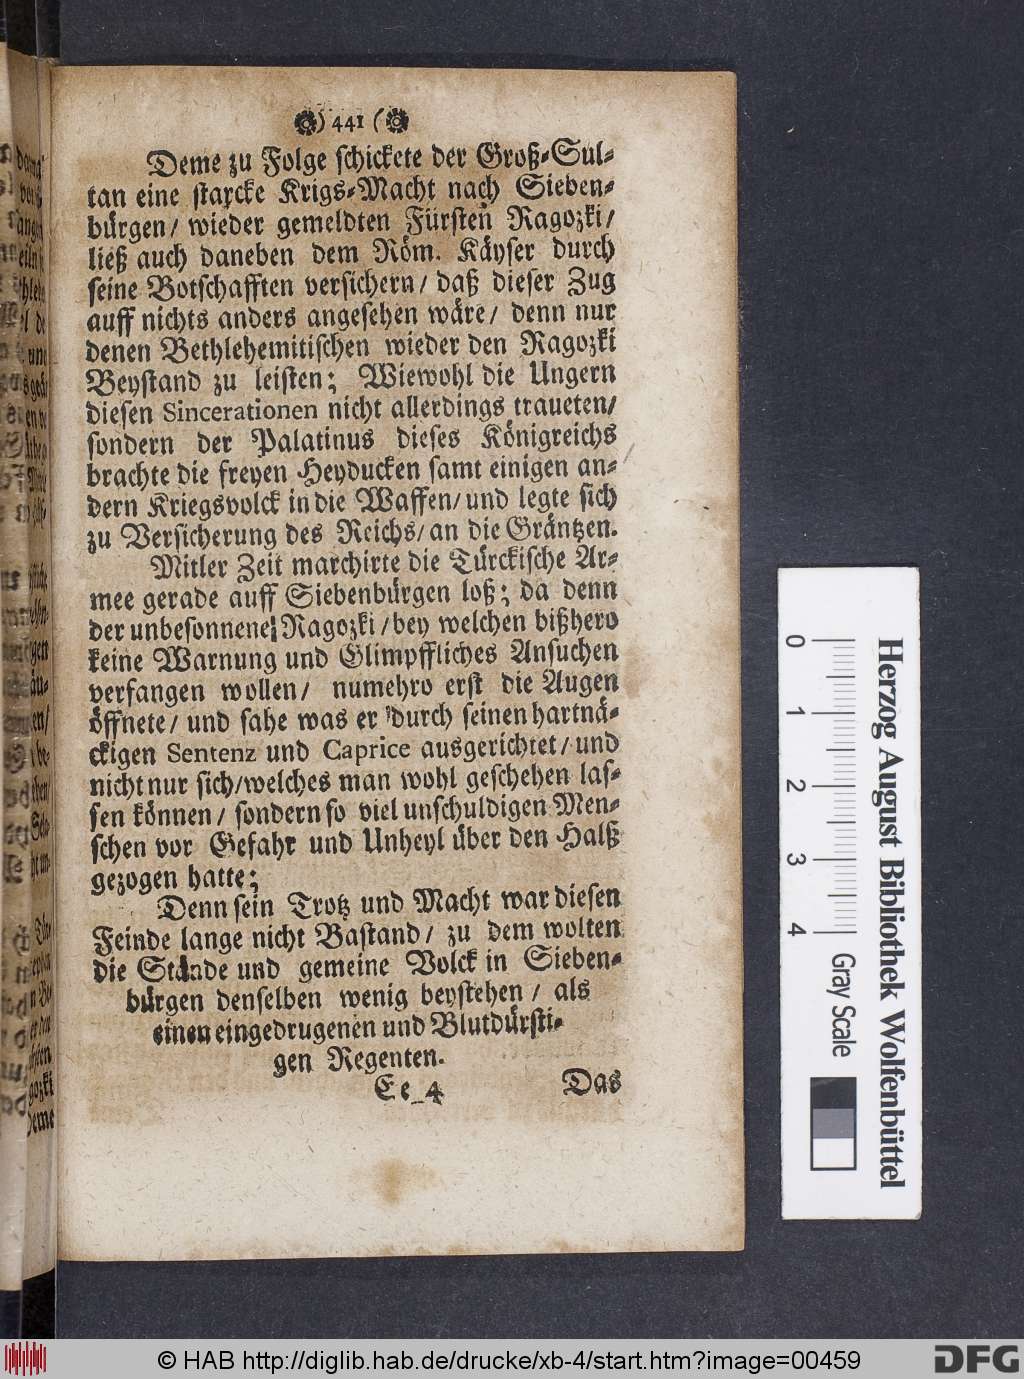 ) 441 (
Deme zu Folge schickete der Groß-Sul-
tan eine starcke Krigs-Macht nach Sieben-
bürgen/ wieder gemeldten Fürsten Ragozki/
ließ auch daneben dem Röm. Käyser durch
seine Botschafften versichern/ daß dieser Zug
auff nichts anders angesehen wäre/ denn nur
denen Bethlehemitischen wieder den Ragozki
Beystand zu leisten; Wiewohl die Ungern
diesen Sincerationen nicht allerdings traueten/
sondern der Palatinus dieses Königreichs
brachte die freyen Heyducken samt einigen an-
dern Kriegsvolck in die Waffen/ und legte sich
zu Versicherung des Reichs/ an die Gräntzen.
Mitler Zeit marchirte die Türckische Ar-
mee gerade auff Siebenbürgen loß; da denn
der unbesonnene Ragozki/ bey welchen bißhero
keine Warnung und Glimpffliches Ansuchen
verfangen wollen/ numehro erst die Augen
öffnete/ und sahe was er durch seinen hartnä-
ckigen Sentenz und Caprice ausgerichtet/ und
nicht nur sich/ welches man wohl geschehen las-
sen können/ sondern so viel unschuldigen Men-
schen vor Gefahr und Unheyl über den Halß
gezogen hatte;
Denn sein Trotz und Macht war diesen
Feinde lange nicht Bastand/ zu dem wolten
die Stände und gemeine Volck in Sieben-
bürgen denselben wenig beystehen/ als
einen eingedrugenen und Blutdürsti-
gen Regenten.
Ee 4 Das
0 1 2 3 4
Gray Scale
Herzog August Bibliothek Wolfenbüttel
© HAB http://diglib.hab.de/drucke/xb-4/start.htm?image=00459
DFG